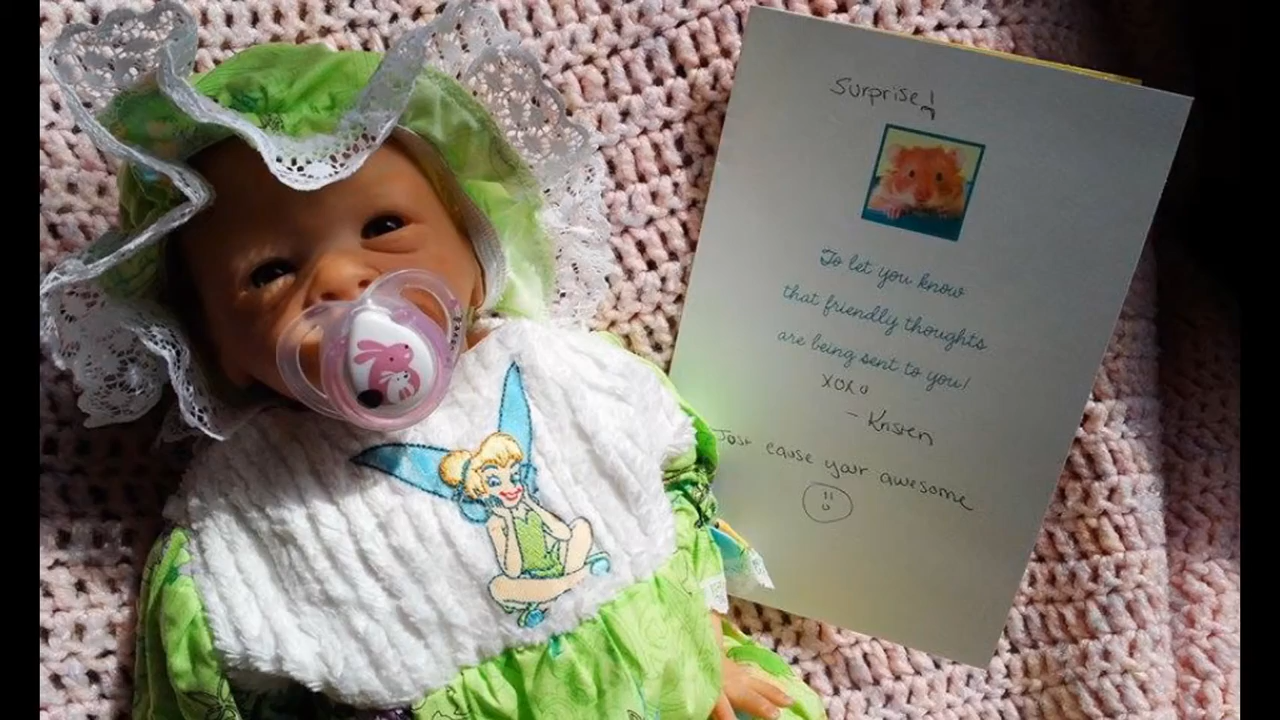 Surprise!
To let you know
that friendly thoughts
are being sent to you!
XOXO
- Kristen
Just cause your awesome